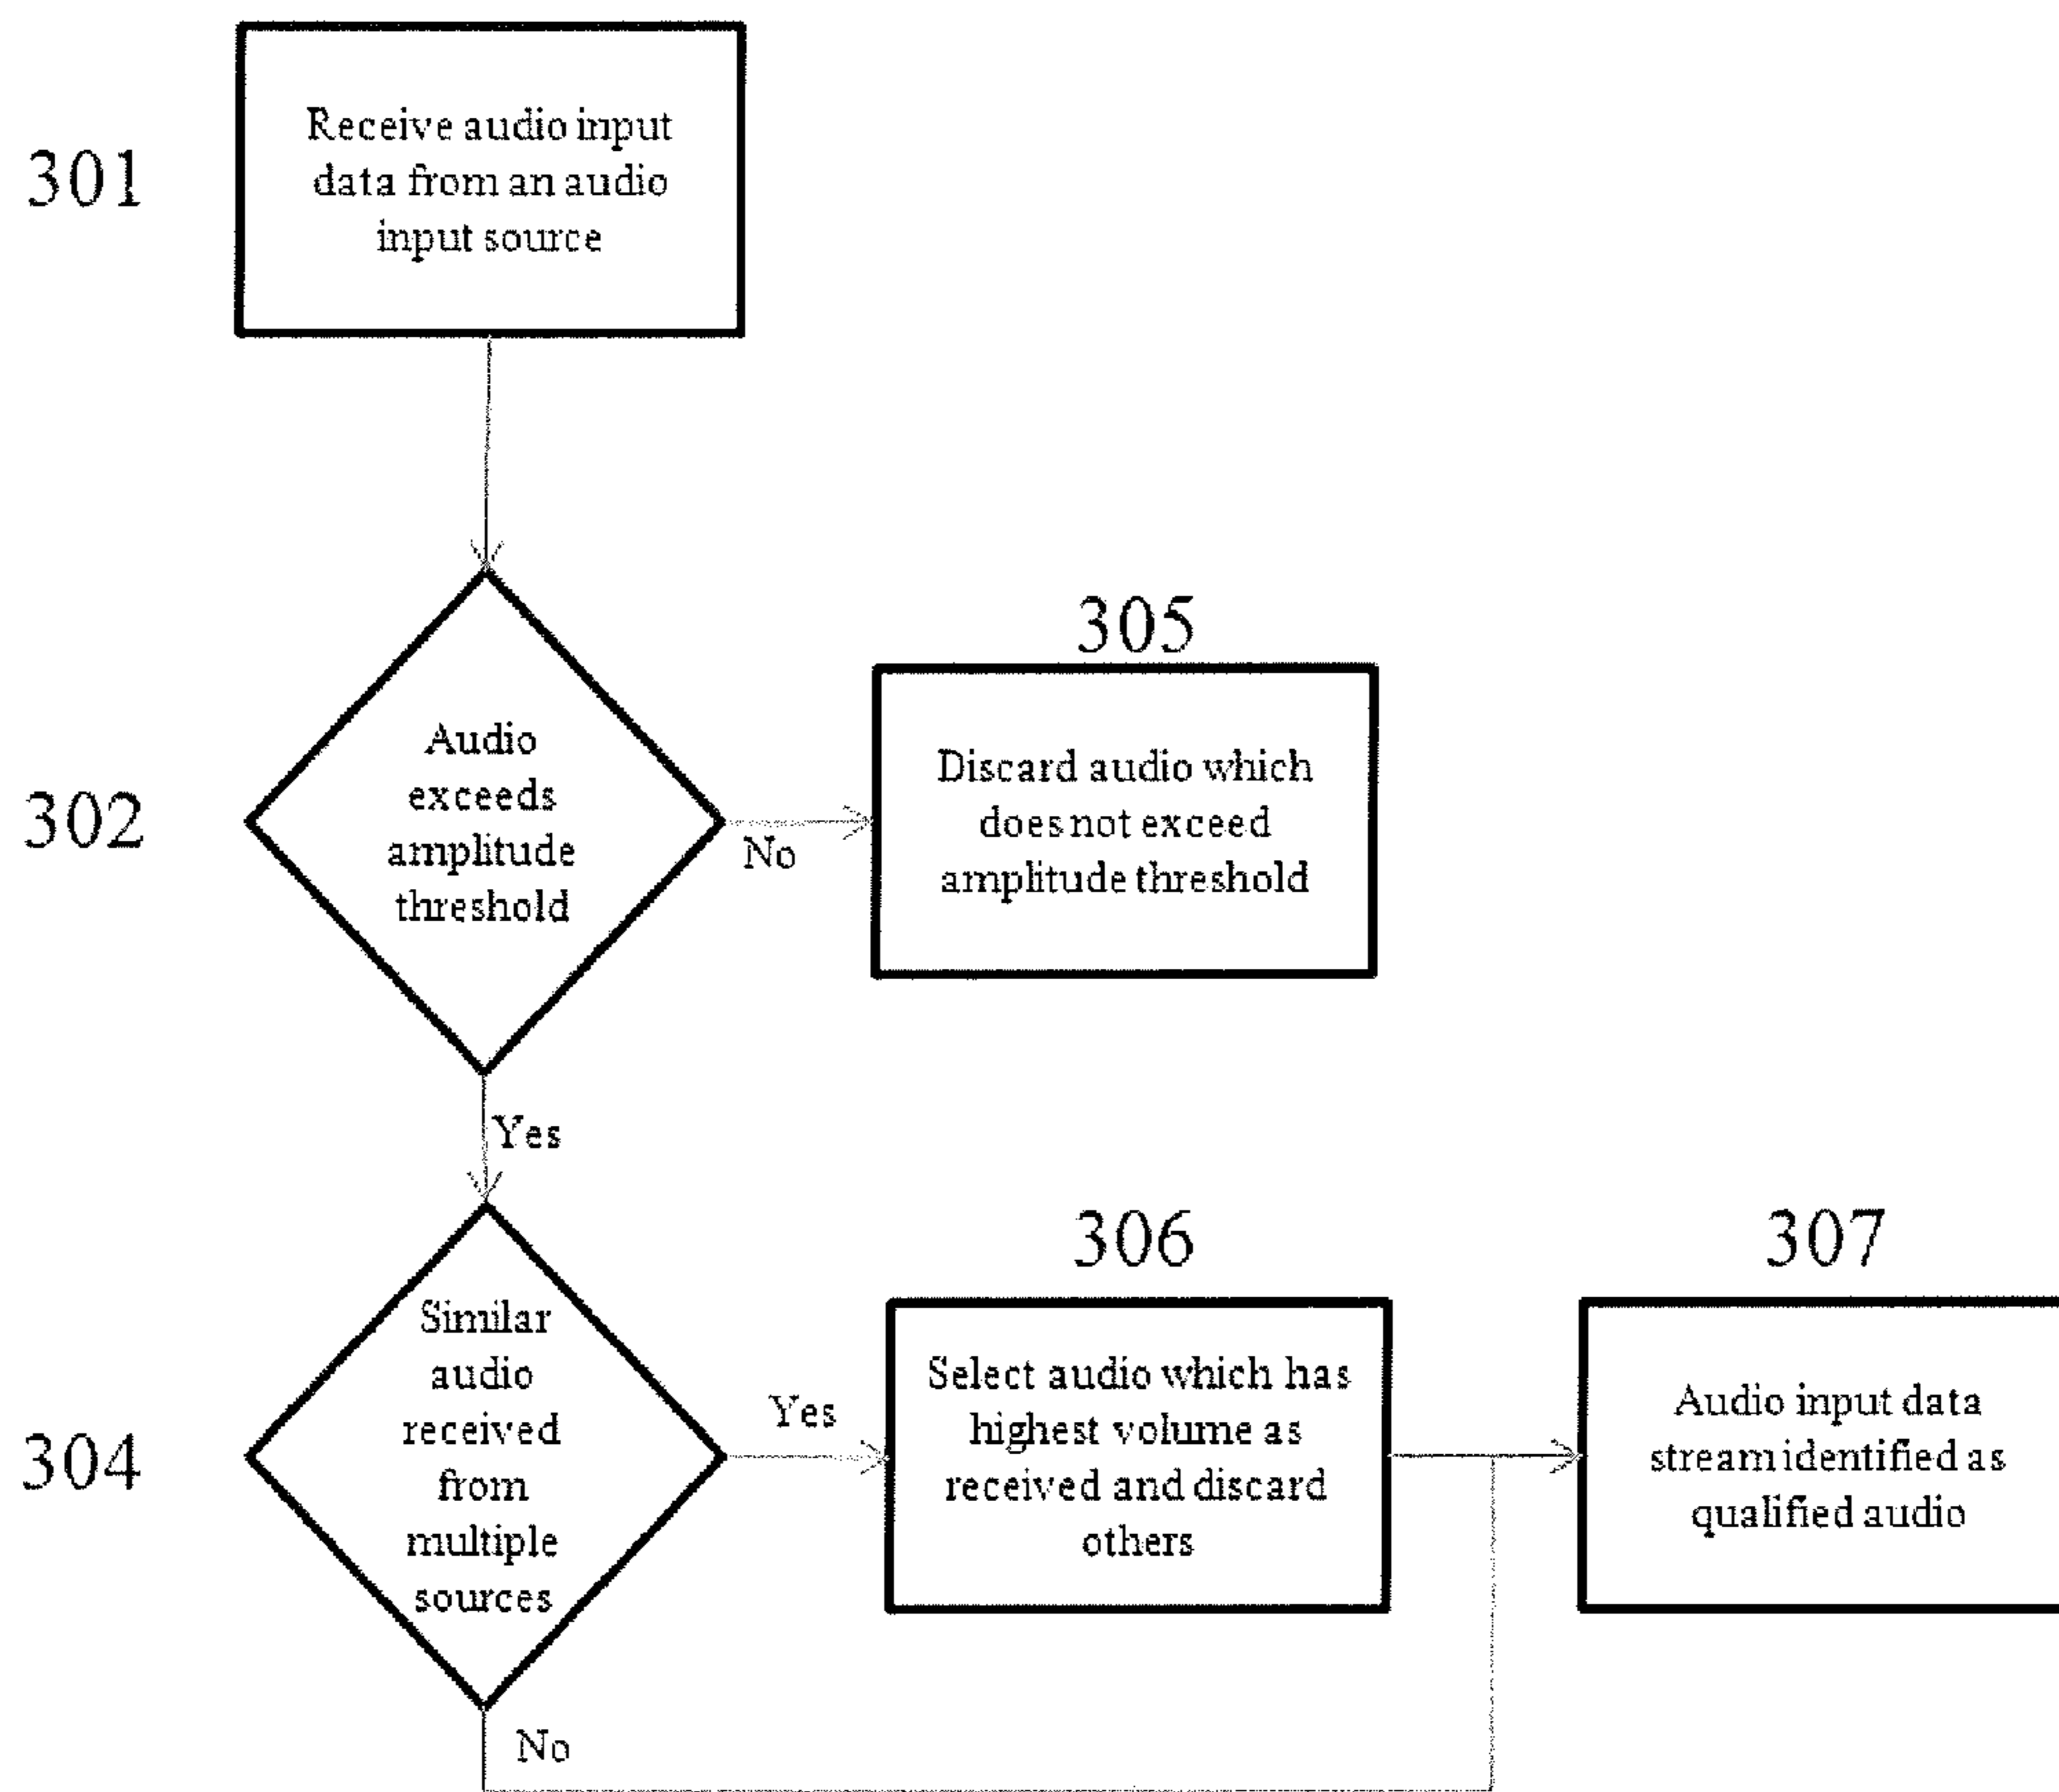 301
Receive audio input
data from an audio
input source
302
Audio
exceeds
amplitude
threshold
No
305
Discard audio which
does not exceed
amplitude threshold
Yes
304
Similar
audio
received
from
multiple
sources
Yes
306
Select audio which has
highest volume as
received and discard
others
307
Audio input data
stream identified as
qualified audio
No